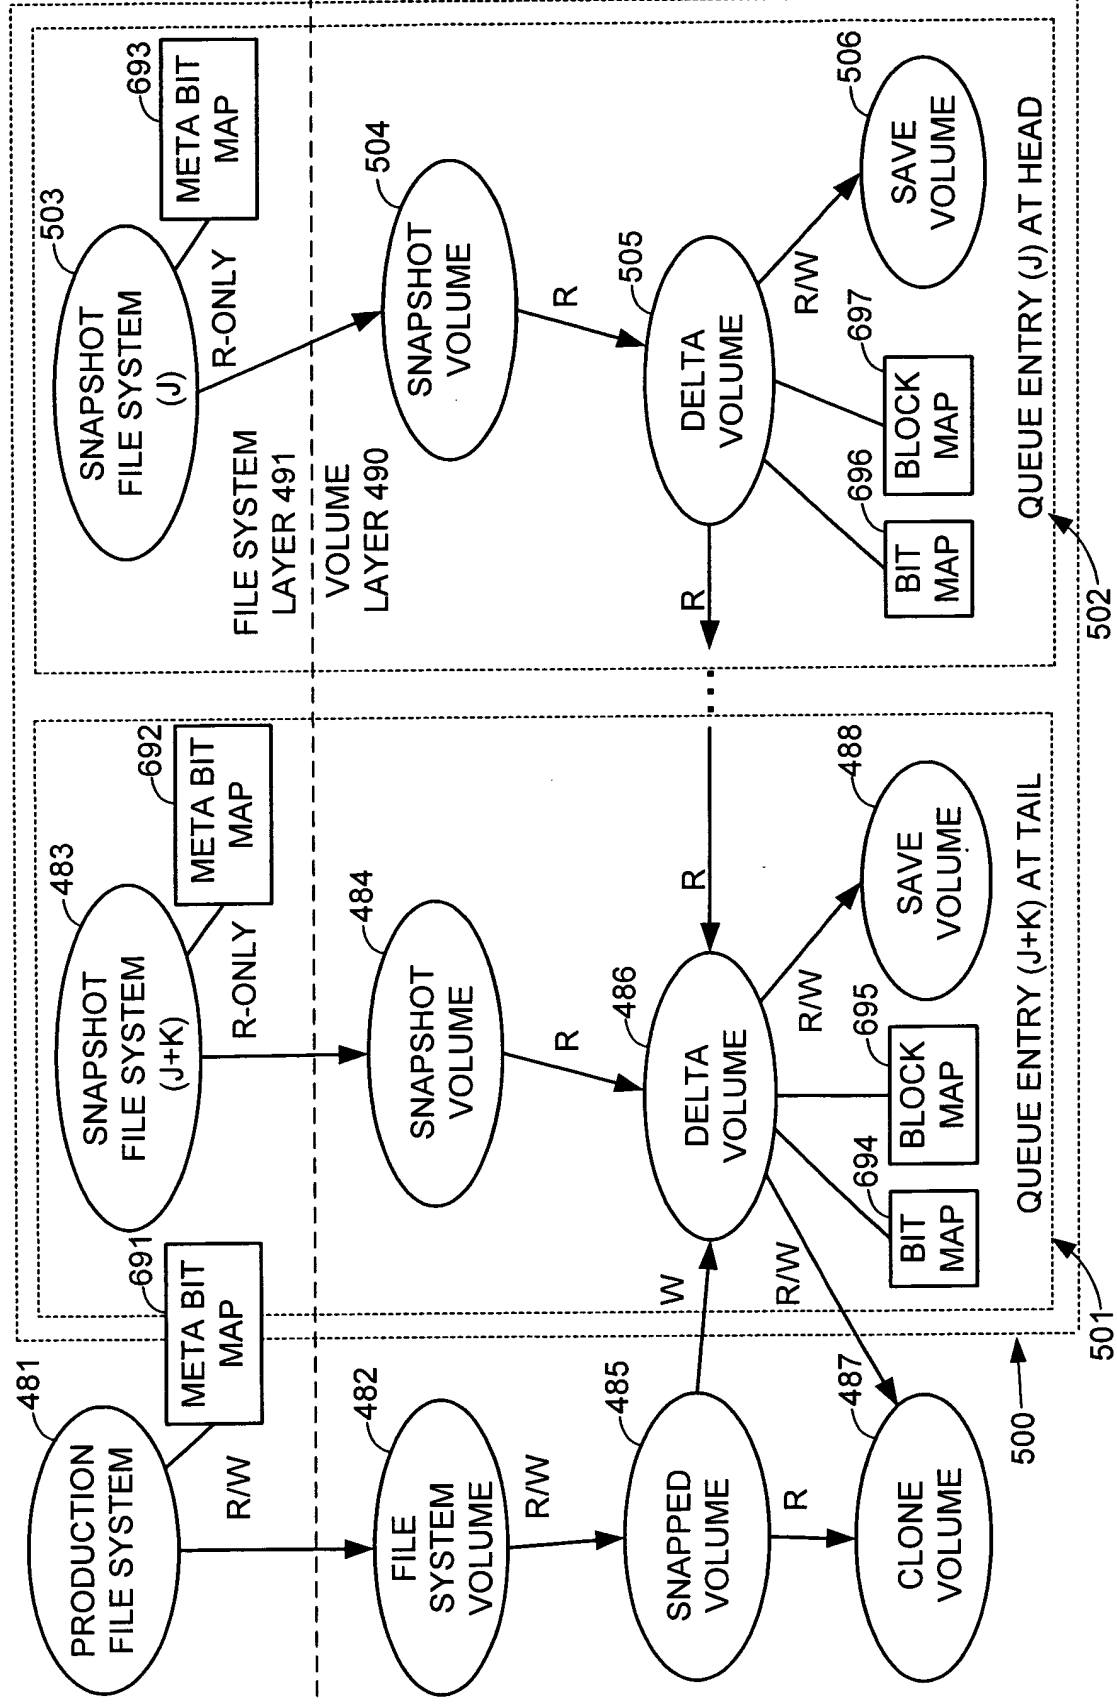 481
PRODUCTION
FILE SYSTEM
691
META BIT
MAP
R/W
483
SNAPSHOT
FILE SYSTEM
(J+K)
692
META BIT
MAP
R-ONLY
503
SNAPSHOT
FILE SYSTEM
(J)
693
META BIT
MAP
R-ONLY
FILE SYSTEM
LAYER 491
VOLUME
LAYER 490
482
FILE
SYSTEM
VOLUME
R/W
484
SNAPSHOT
VOLUME
R
504
SNAPSHOT
VOLUME
R
485
SNAPPED
VOLUME
W
R
486
DELTA
VOLUME
R
R
505
DELTA
VOLUME
R/W
R/W
R/W
487
CLONE
VOLUME
694
BIT
MAP
695
BLOCK
MAP
488
SAVE
VOLUME
696
BIT
MAP
697
BLOCK
MAP
506
SAVE
VOLUME
QUEUE ENTRY (J+K) AT TAIL
QUEUE ENTRY (J) AT HEAD
500
501
502